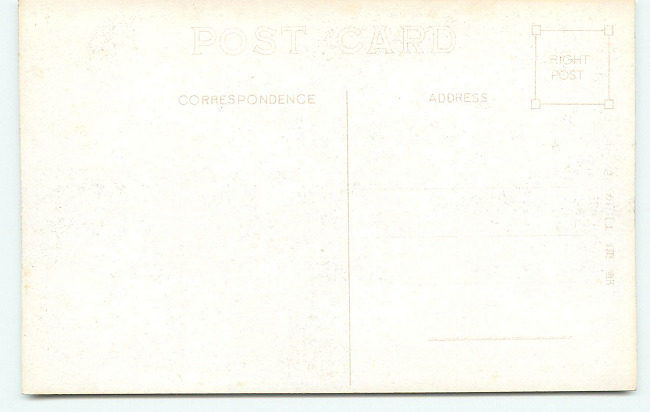 POST CARD
RIGHT
POST
CORRESPONDENCE
ADDRESS